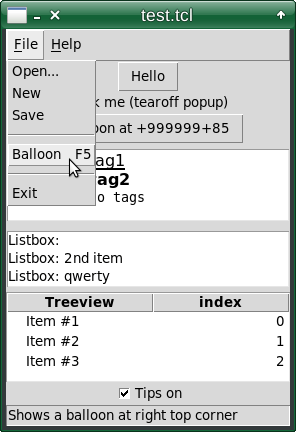 test.tcl
File Help
Open...
New
Save
Balloon F5
Exit
Hello
k me (tearoff popup)
oon at +999999+85
ag1
ag2
o tags
Listbox:
Listbox: 2nd item
Listbox: qwerty
Treeview index
Item #1 0
Item #2 1
Item #3 2
Tips on
Shows a balloon at right top corner